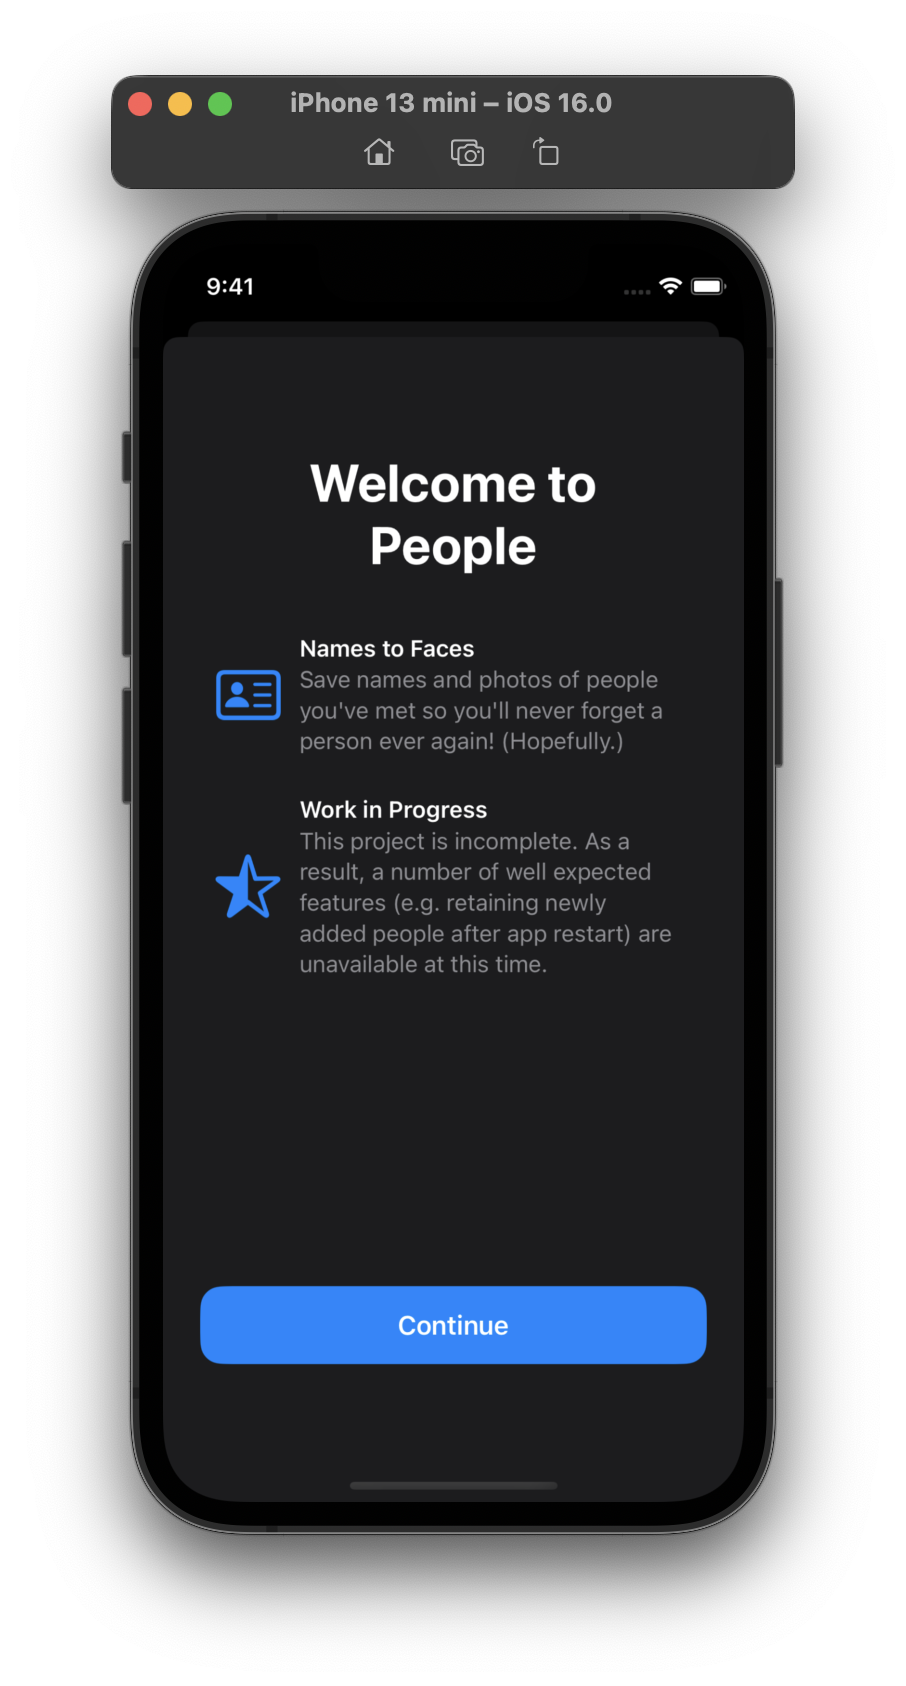 iPhone 13 mini – iOS 16.0
9:41
Welcome to
People
Names to Faces
Save names and photos of people
you've met so you'll never forget a
person ever again! (Hopefully.)
Work in Progress
This project is incomplete. As a
result, a number of well expected
features (e.g. retaining newly
added people after app restart) are
unavailable at this time.
Continue